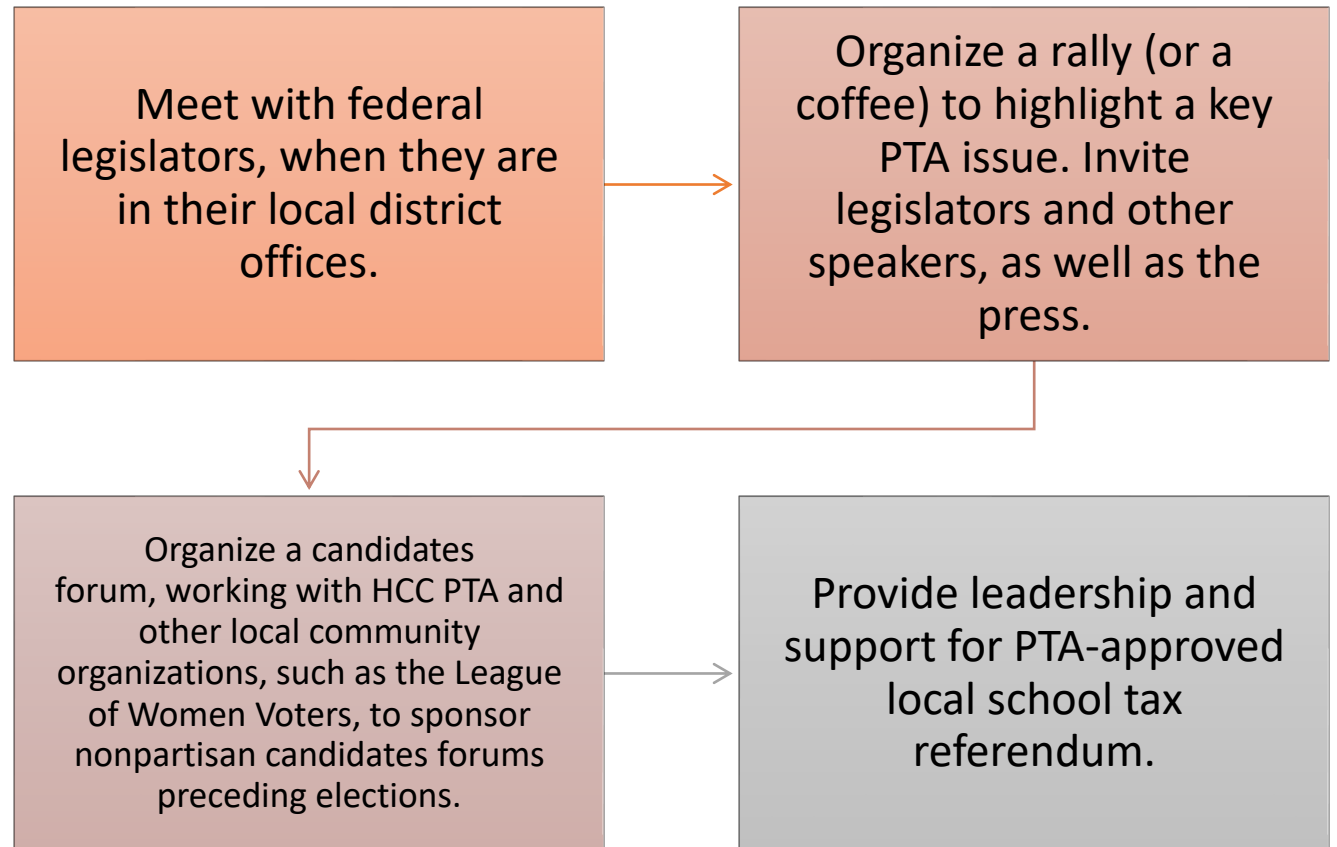 Meet with federal
legislators, when they are
in their local district
offices.
Organize a rally (or a
coffee) to highlight a key
PTA issue. Invite
legislators and other
speakers, as well as the
press.
Organize a candidates
forum, working with HCC PTA and
other local community
organizations, such as the League
of Women Voters, to sponsor
nonpartisan candidates forums
preceding elections.
Provide leadership and
support for PTA-approved
local school tax
referendum.